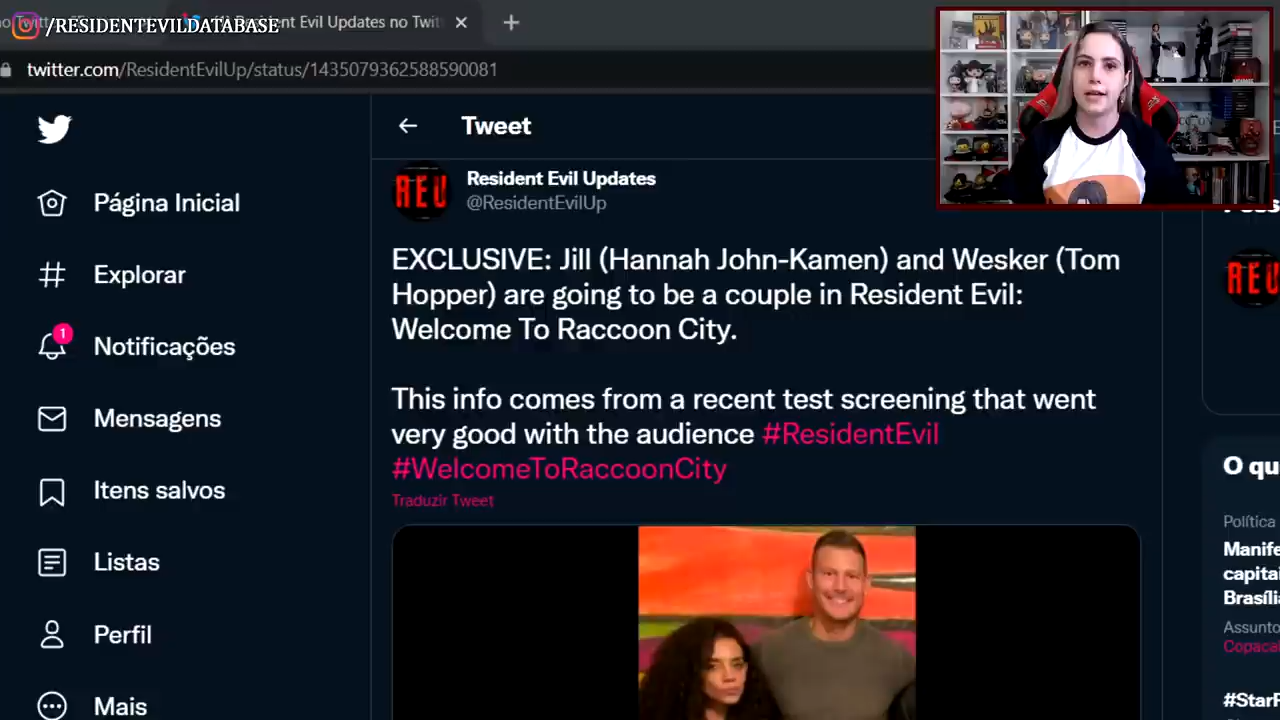 /RESIDENTEVILDATABASE
Resident Evil Updates no Twit
twitter.com/ResidentEvilUp/status/1435079362588590081
Tweet
Página Inicial
Explorar
1
Notificações
Mensagens
Itens salvos
Listas
Perfil
Mais
REU
Resident Evil Updates
@ResidentEvilUp
EXCLUSIVE: Jill (Hannah John-Kamen) and Wesker (Tom
Hopper) are going to be a couple in Resident Evil:
Welcome To Raccoon City.
This info comes from a recent test screening that went
very good with the audience #ResidentEvil
#WelcomeToRaccoonCity
Traduzir Tweet
REU
O qu
Política
Manife
capita
Brasília
Assunto
Copaca
#StarP